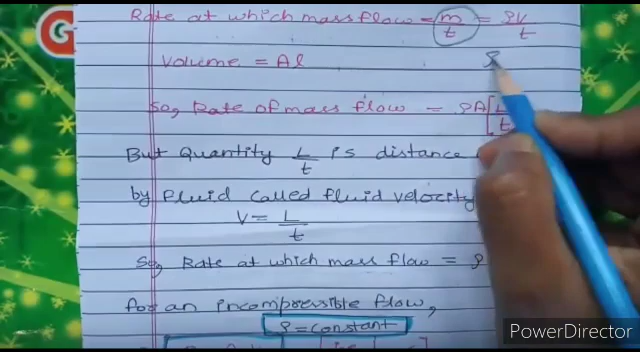 G
Rate at which mass flow = m/t = ρV/t
Volume = Aℓ
ρ
So, Rate of mass flow = ρA[L/t
But Quantity L/t is distance
by fluid called fluid velocity
V = L/t
So, Rate at which mass flow = ρ
for an incompressible flow,
ρ = constant
PowerDirector